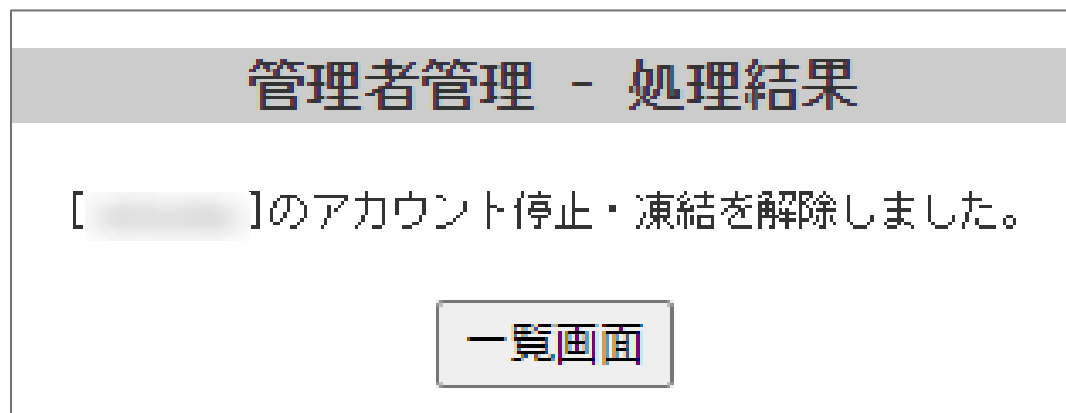 管理者管理 - 処理結果
[ ]のアカウント停止・凍結を解除しました。
一覧画面